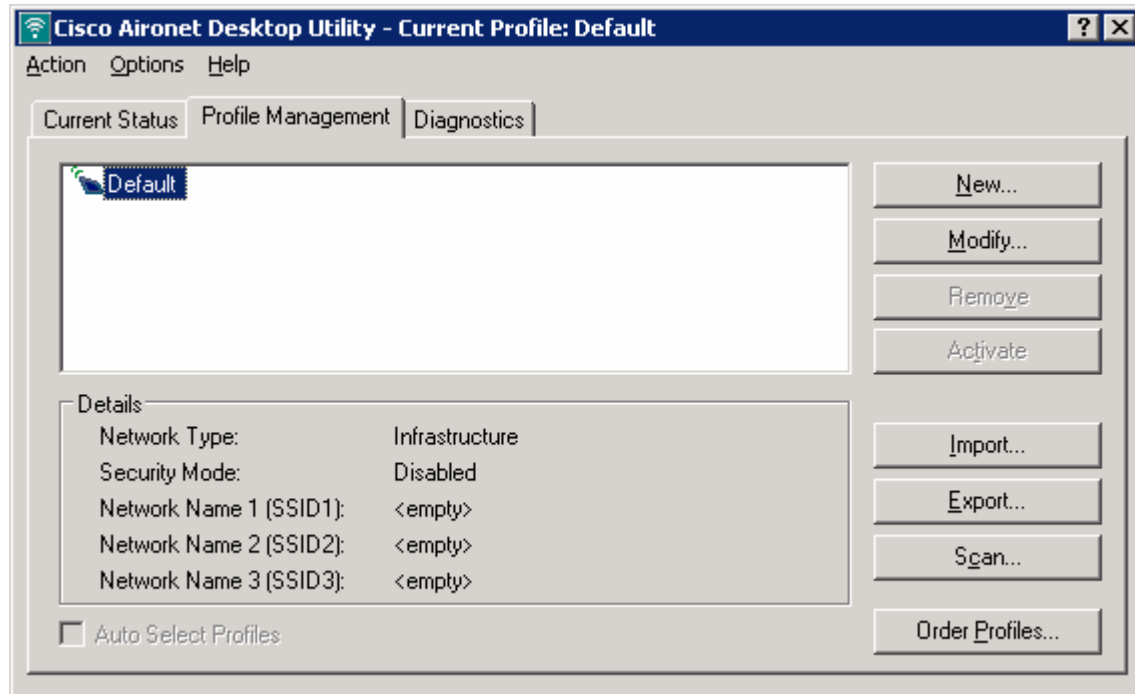 Cisco Aironet Desktop Utility - Current Profile: Default
Action Options Help
Current Status Profile Management Diagnostics
Default
New...
Modify...
Remove
Activate
Details
Network Type: Infrastructure
Security Mode: Disabled
Network Name 1 (SSID1): <empty>
Network Name 2 (SSID2): <empty>
Network Name 3 (SSID3): <empty>
Import...
Export...
Scan...
Auto Select Profiles
Order Profiles...